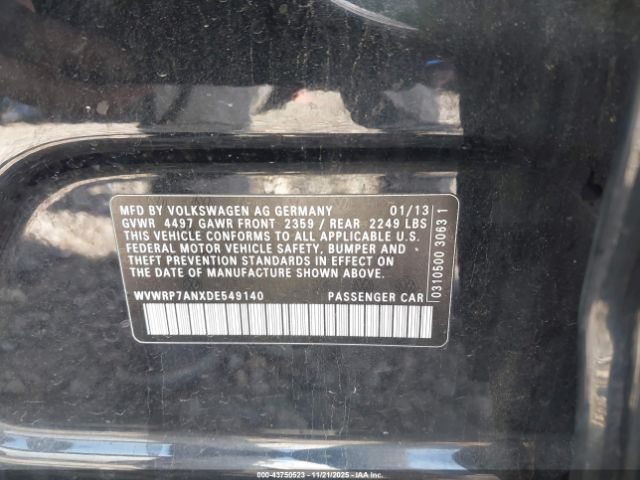 MFD BY VOLKSWAGEN AG GERMANY 01/13
GVWR 4497 GAWR FRONT 2359 / REAR 2249 LBS
THIS VEHICLE CONFORMS TO ALL APPLICABLE U.S.
FEDERAL MOTOR VEHICLE SAFETY, BUMPER AND
THEFT PREVENTION STANDARDS IN EFFECT ON
THE DATE OF MANUFACTURE SHOWN ABOVE.
WVWRP7ANXDE549140 PASSENGER CAR
0310500 30631
000-43750523 - 11/21/2025 - IAA Inc.